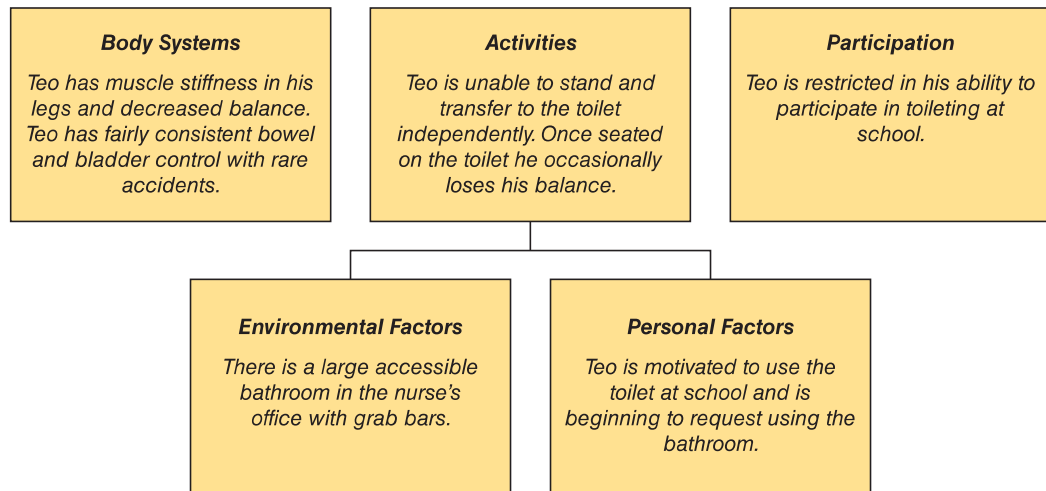 Body Systems
Teo has muscle stiffness in his
legs and decreased balance.
Teo has fairly consistent bowel
and bladder control with rare
accidents.
Activities
Teo is unable to stand and
transfer to the toilet
independently. Once seated
on the toilet he occasionally
loses his balance.
Participation
Teo is restricted in his ability to
participate in toileting at
school.
Environmental Factors
There is a large accessible
bathroom in the nurse’s
office with grab bars.
Personal Factors
Teo is motivated to use the
toilet at school and is
beginning to request using the
bathroom.